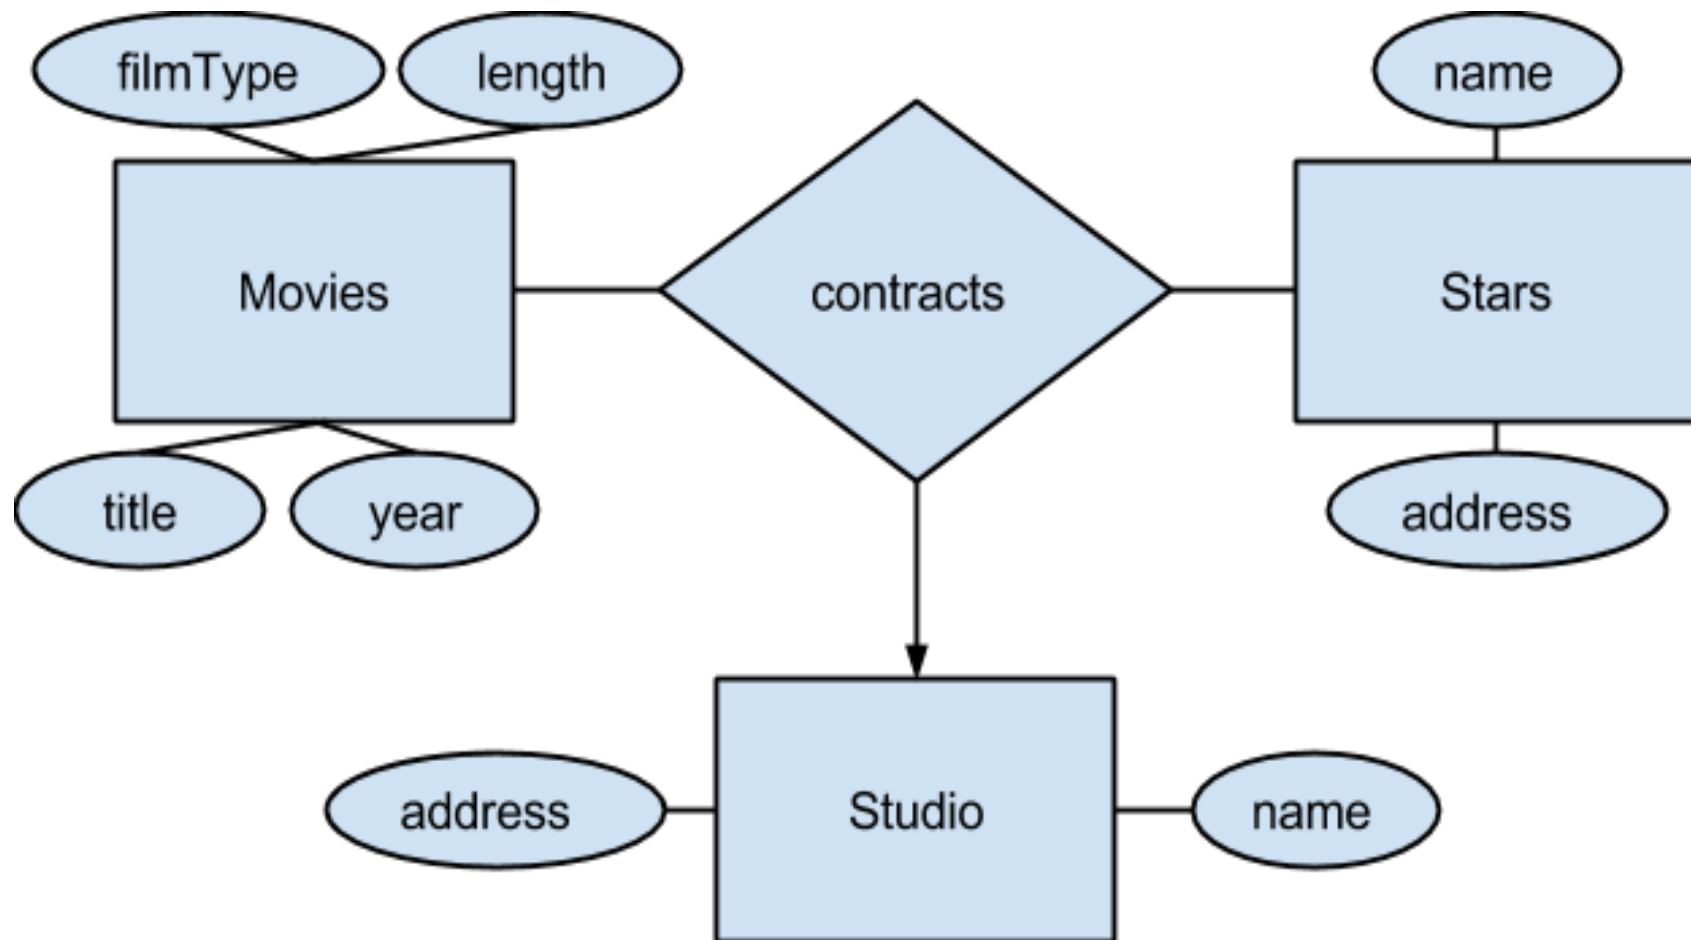 filmType
length
name
Movies
contracts
Stars
title
year
address
address
Studio
name